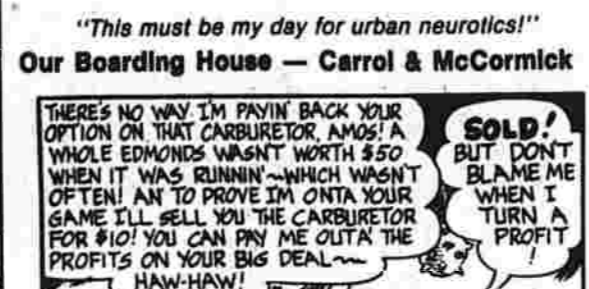 "This must be my day for urban neurotics!"
Our Boarding House — Carrol & McCormick
THERE'S NO WAY I'M PAYIN' BACK YOUR
OPTION ON THAT CARBURETOR, AMOS! A
WHOLE EDMONDS WASN'T WORTH $50
WHEN IT WAS RUNNIN'~WHICH WASN'T
OFTEN! AN' TO PROVE I'M ONTA YOUR
GAME I'LL SELL YOU THE CARBURETOR
FOR $10! YOU CAN PAY ME OUTA' THE
PROFITS ON YOUR BIG DEAL~
HAW-HAW!
SOLD!
BUT DON'T
BLAME ME
WHEN I
TURN A
PROFIT
!